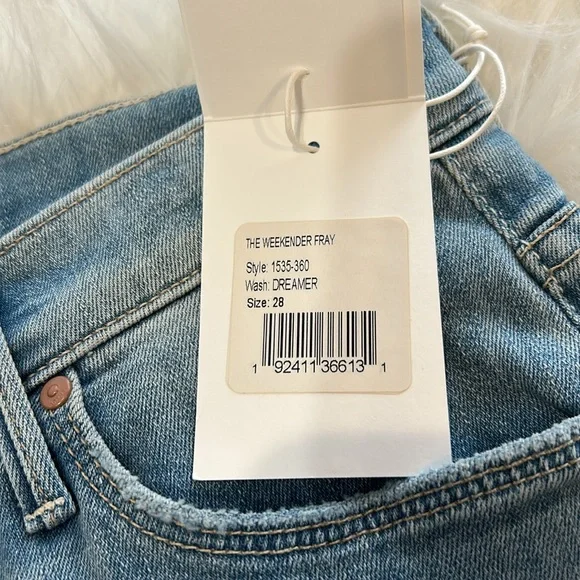 THE WEEKENDER FRAY
Style: 1535-360
Wash: DREAMER
Size: 28
1 92411 36613 1